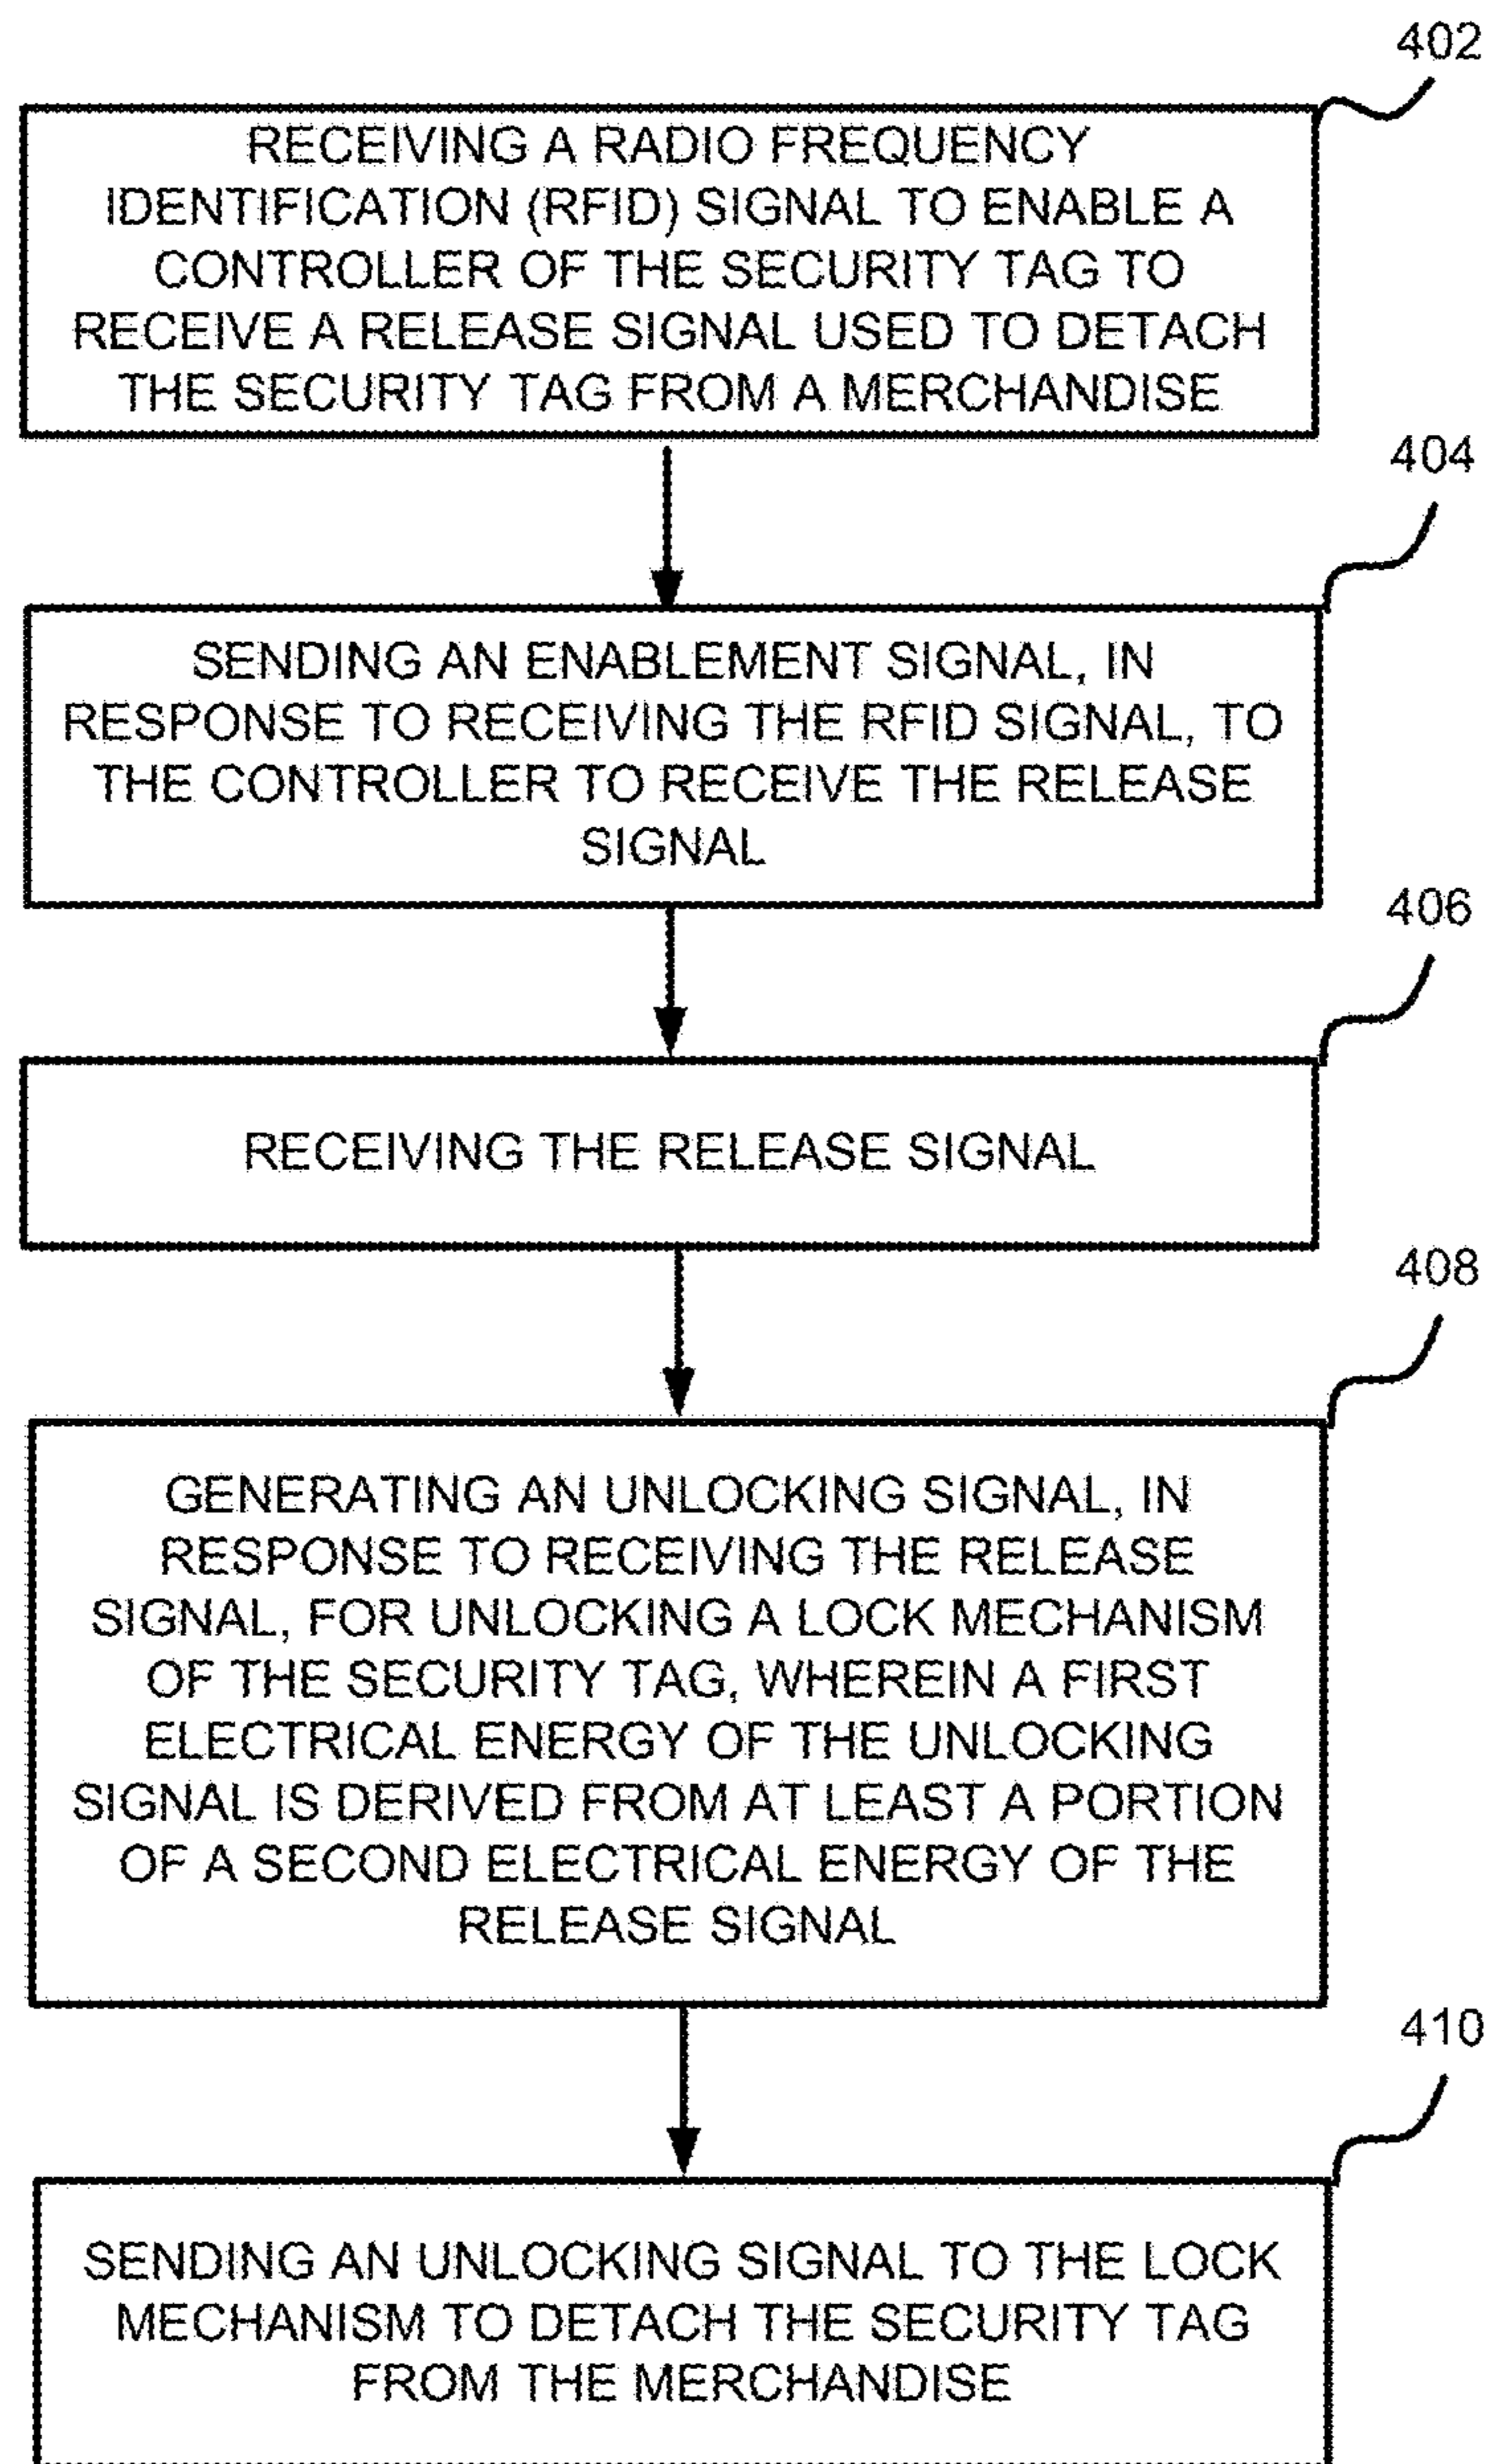 402
RECEIVING A RADIO FREQUENCY
IDENTIFICATION (RFID) SIGNAL TO ENABLE A
CONTROLLER OF THE SECURITY TAG TO
RECEIVE A RELEASE SIGNAL USED TO DETACH
THE SECURITY TAG FROM A MERCHANDISE
404
SENDING AN ENABLEMENT SIGNAL, IN
RESPONSE TO RECEIVING THE RFID SIGNAL, TO
THE CONTROLLER TO RECEIVE THE RELEASE
SIGNAL
406
RECEIVING THE RELEASE SIGNAL
408
GENERATING AN UNLOCKING SIGNAL, IN
RESPONSE TO RECEIVING THE RELEASE
SIGNAL, FOR UNLOCKING A LOCK MECHANISM
OF THE SECURITY TAG, WHEREIN A FIRST
ELECTRICAL ENERGY OF THE UNLOCKING
SIGNAL IS DERIVED FROM AT LEAST A PORTION
OF A SECOND ELECTRICAL ENERGY OF THE
RELEASE SIGNAL
410
SENDING AN UNLOCKING SIGNAL TO THE LOCK
MECHANISM TO DETACH THE SECURITY TAG
FROM THE MERCHANDISE